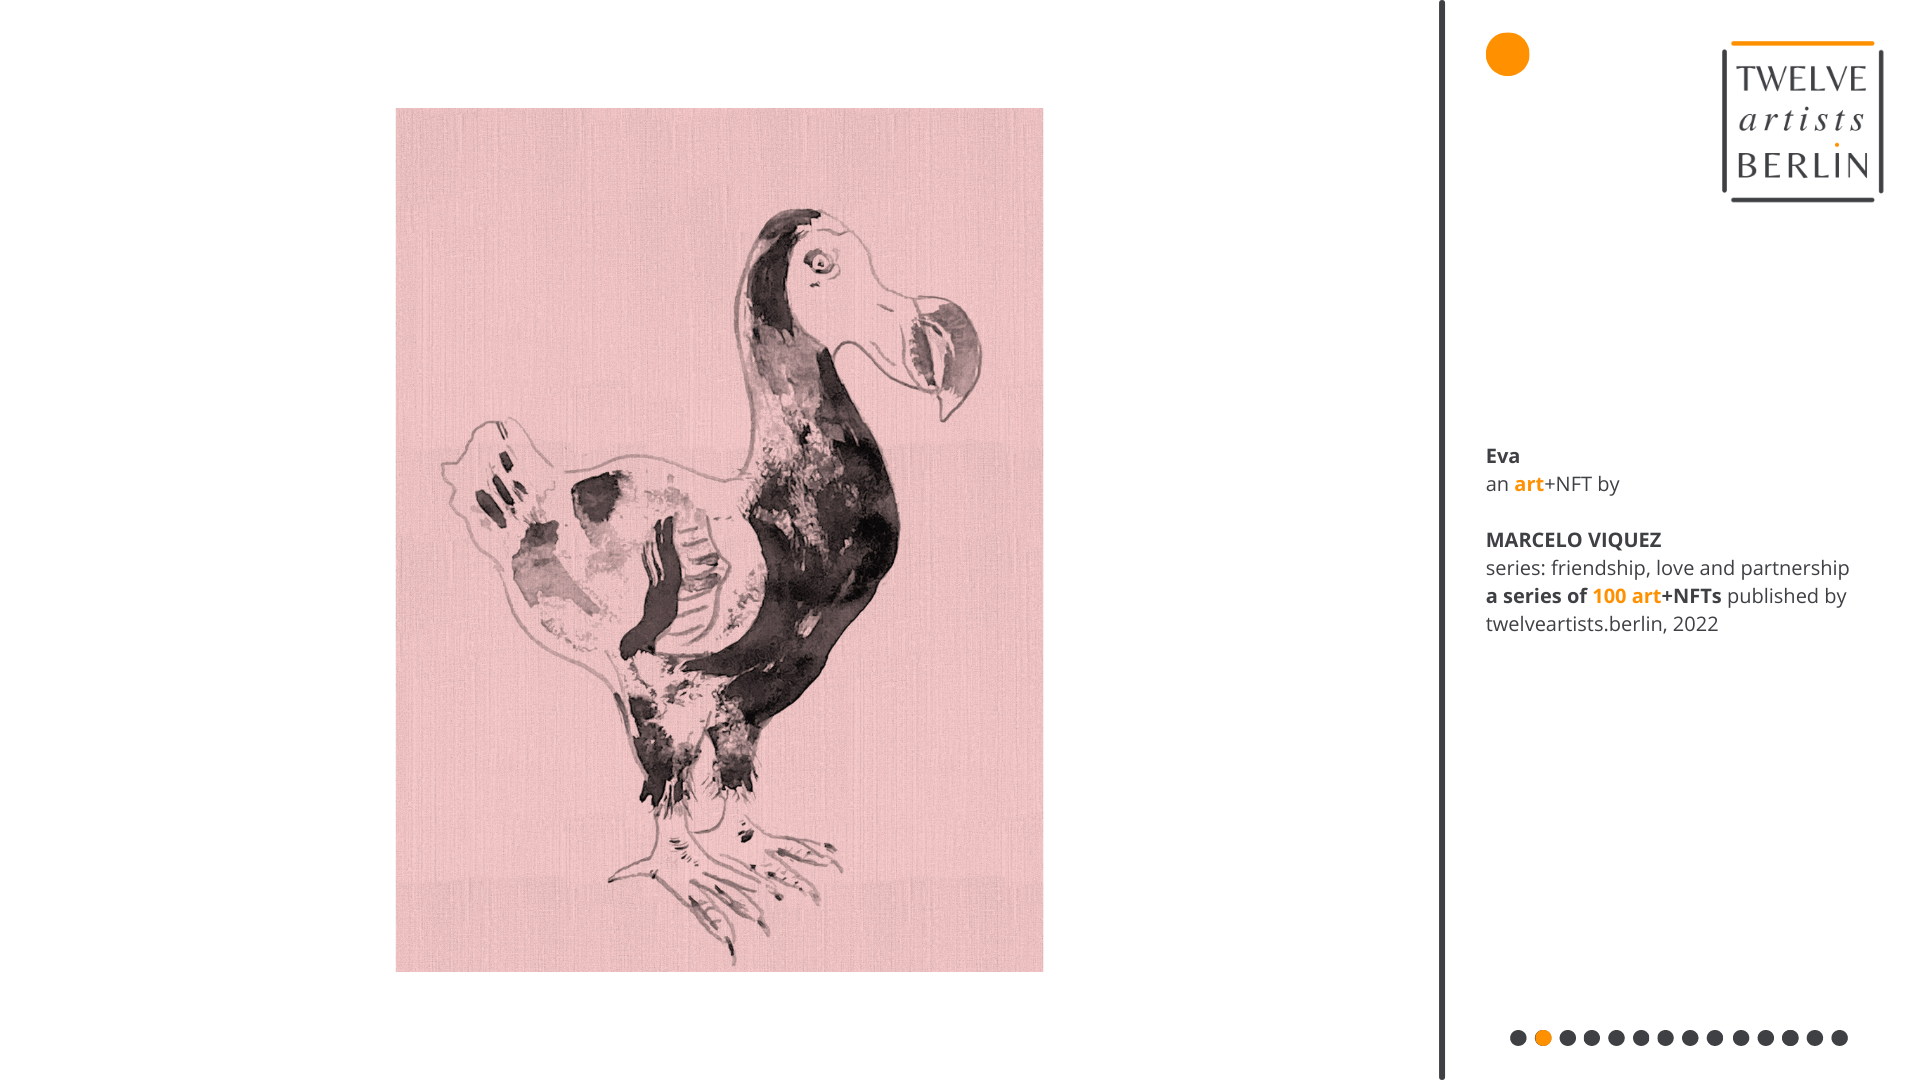 TWELVE
artists
BERLiN
Eva
an art+NFT by
MARCELO VIQUEZ
series: friendship, love and partnership
a series of 100 art+NFTs published by
twelveartists.berlin, 2022